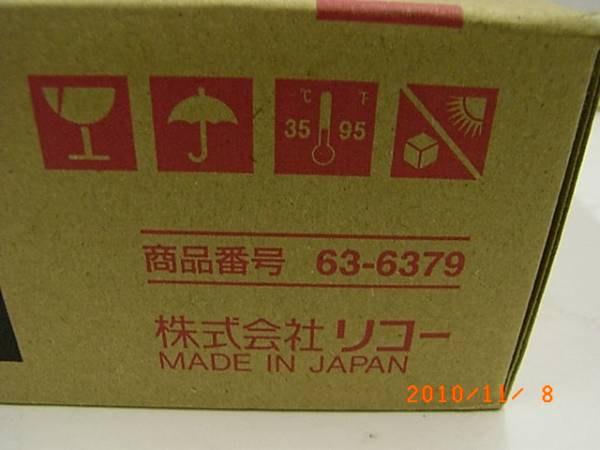 ℃ ℉
35 95
商品番号 63-6379
株式会社 リコー
MADE IN JAPAN
2010/11/ 8